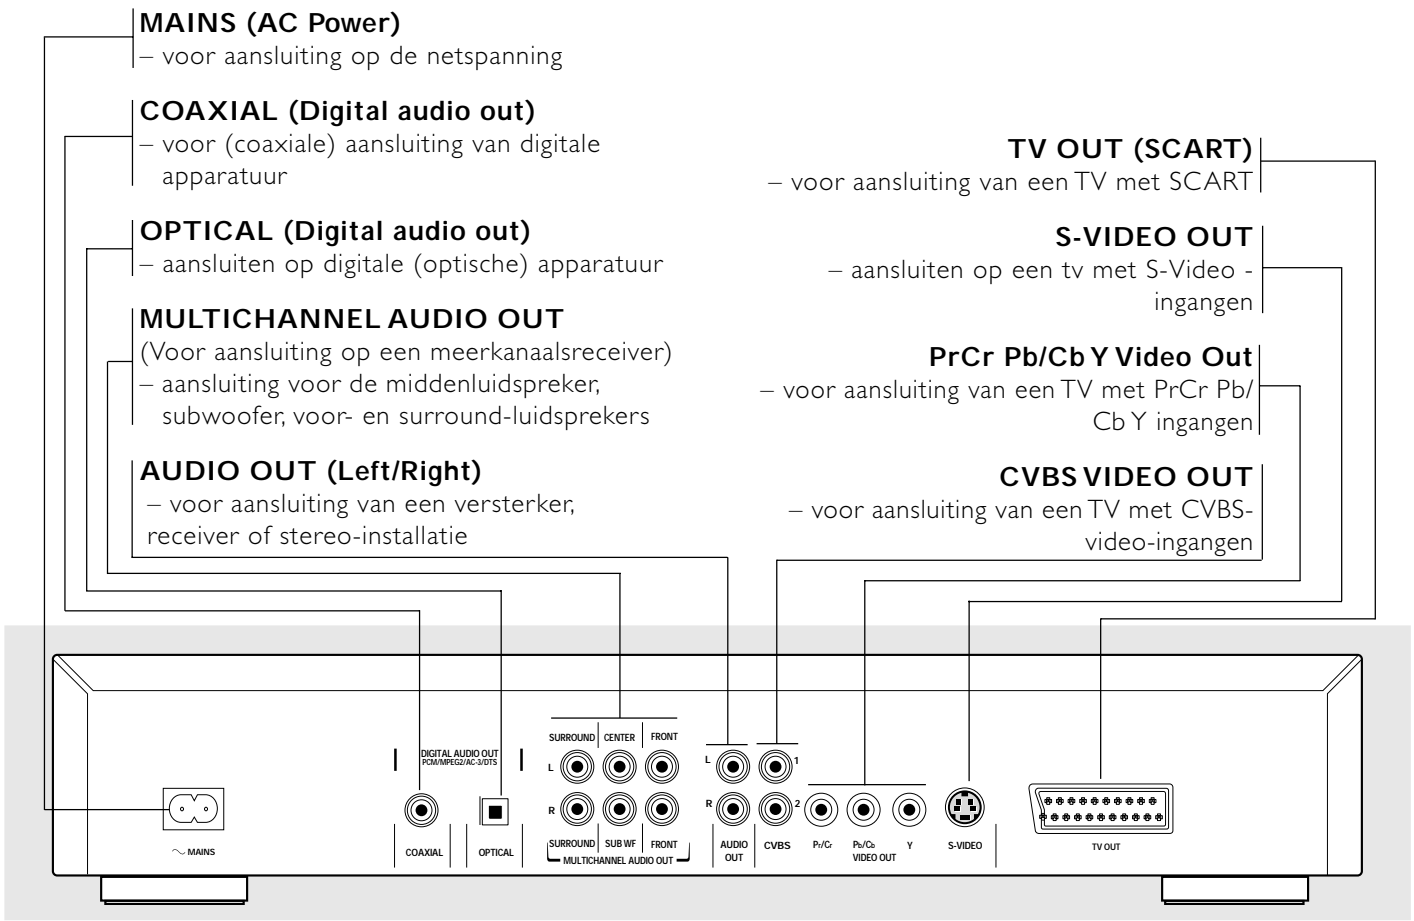 MAINS (AC Power)
– voor aansluiting op de netspanning
COAXIAL (Digital audio out)
– voor (coaxiale) aansluiting van digitale
apparatuur
OPTICAL (Digital audio out)
– aansluiten op digitale (optische) apparatuur
MULTICHANNEL AUDIO OUT
(Voor aansluiting op een meerkanaalsreceiver)
– aansluiting voor de middenluidspreker,
subwoofer, voor- en surround-luidsprekers
AUDIO OUT (Left/Right)
– voor aansluiting van een versterker,
receiver of stereo-installatie
TV OUT (SCART)
– voor aansluiting van een TV met SCART
S-VIDEO OUT
– aansluiten op een tv met S-Video -
ingangen
PrCr Pb/Cb Y Video Out
– voor aansluiting van een TV met PrCr Pb/
Cb Y ingangen
CVBS VIDEO OUT
– voor aansluiting van een TV met CVBS-
video-ingangen
SURROUND CENTER FRONT
DIGITAL AUDIO OUT
PCM/MPEG2/AC-3/DTS
L L 1
R R 2
~ MAINS
COAXIAL
OPTICAL
SURROUND SUB WF FRONT
MULTICHANNEL AUDIO OUT
AUDIO
OUT
CVBS
Pr/Cr Pb/Cb Y
VIDEO OUT
S-VIDEO
TV OUT